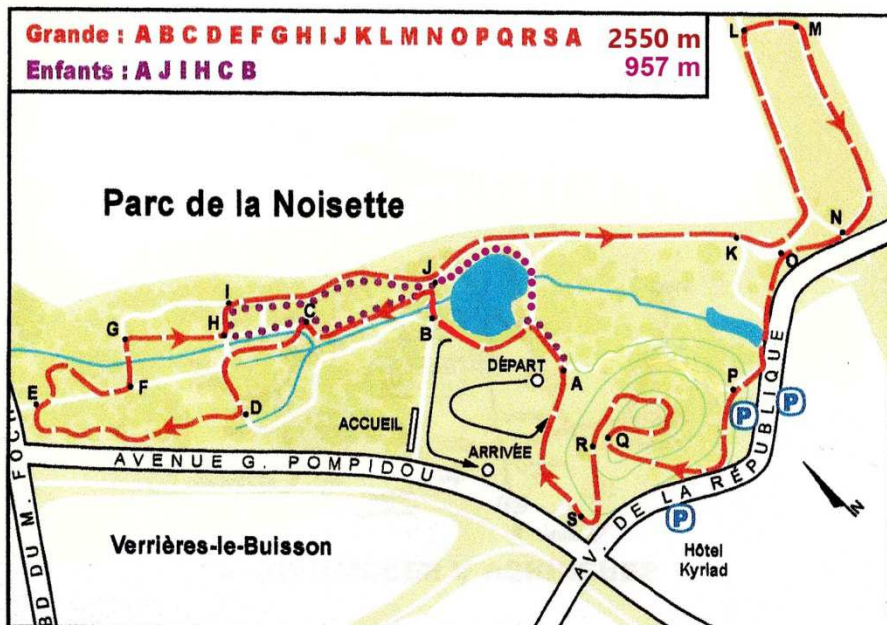 Grande : A B C D E F G H I J K L M N O P Q R S A 2550 m
Enfants : A J I H C B 957 m
L
M
Parc de la Noisette
N
K
O
J
I
C
H
B
G
E
F
D
DÉPART
A
P
P
P
ACCUEIL
R
Q
ARRIVÉE
AVENUE G. POMPIDOU
AV. DE LA RÉPUBLIQUE
BD DU M. FOCH
S
P
N
Verrières-le-Buisson
Hôtel
Kyriad